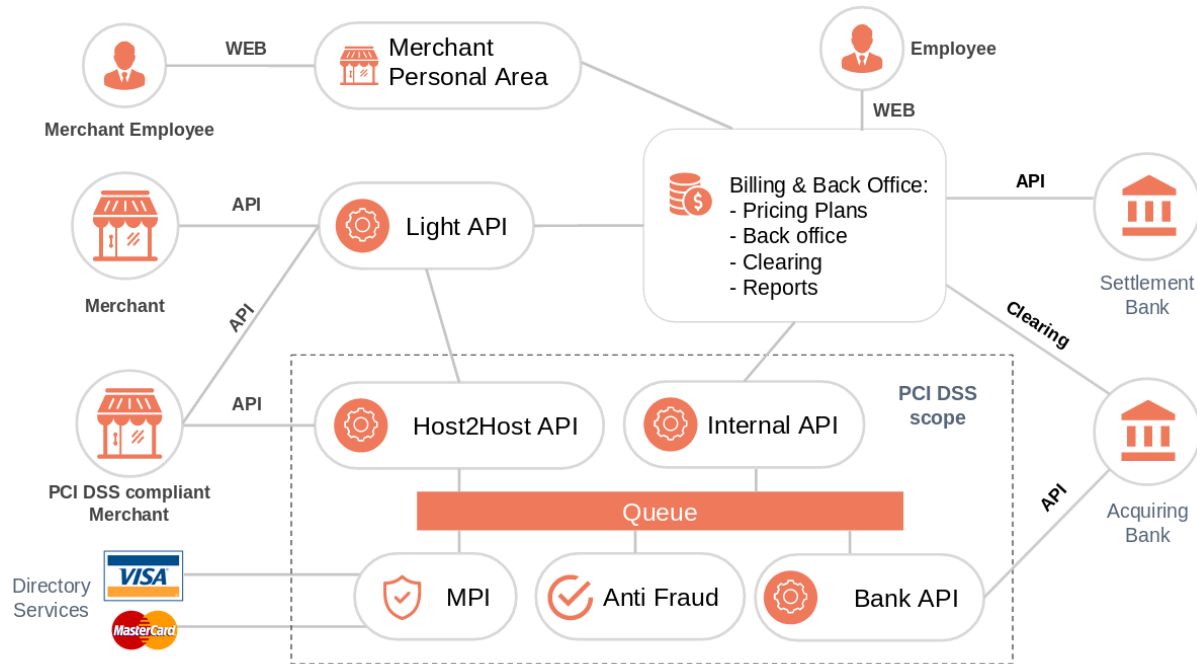 WEB
Merchant
Personal Area
Employee
Merchant Employee
WEB
Billing & Back Office:
- Pricing Plans
- Back office
- Clearing
- Reports
API
API
Light API
Merchant
Settlement
Bank
API
Clearing
PCI DSS
scope
API
Host2Host API
Internal API
PCI DSS compliant
Merchant
Queue
API
Acquiring
Bank
Directory
Services
VISA
MasterCard
MPI
Anti Fraud
Bank API